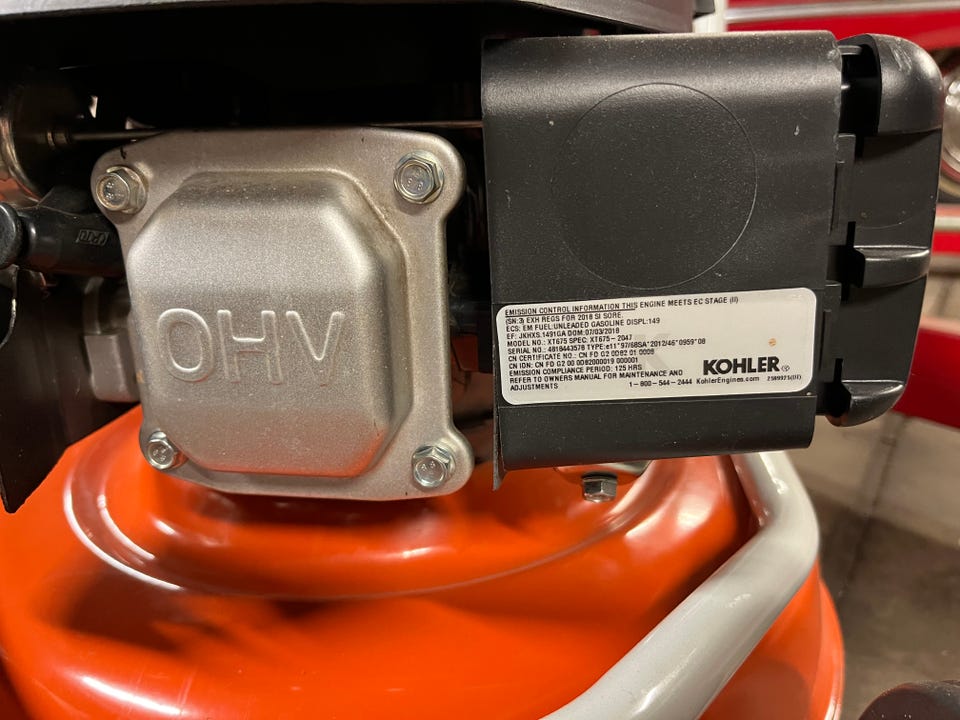 OHV
EMISSION CONTROL INFORMATION THIS ENGINE MEETS EC STAGE (II)
(SN:3) EXH REGS FOR 2018 SI SORE.
ECS: EM FUEL:UNLEADED GASOLINE DISPL:149
EF: JKHXS.1491GA DOM:07/03/2018
MODEL NO.: XT675 SPEC: XT675-2047
SERIAL NO.: 4818443578 TYPE:e11*97/68SA*2012/46*0959*08
CN CERTIFICATE NO.: CN FD G2 0D82 01 0008
CN IDN: CN FD G2 00 0D82000019 000001
EMISSION COMPLIANCE PERIOD: 125 HRS
REFER TO OWNERS MANUAL FOR MAINTENANCE AND
ADJUSTMENTS
KOHLER
1-800-544-2444 KohlerEngines.com